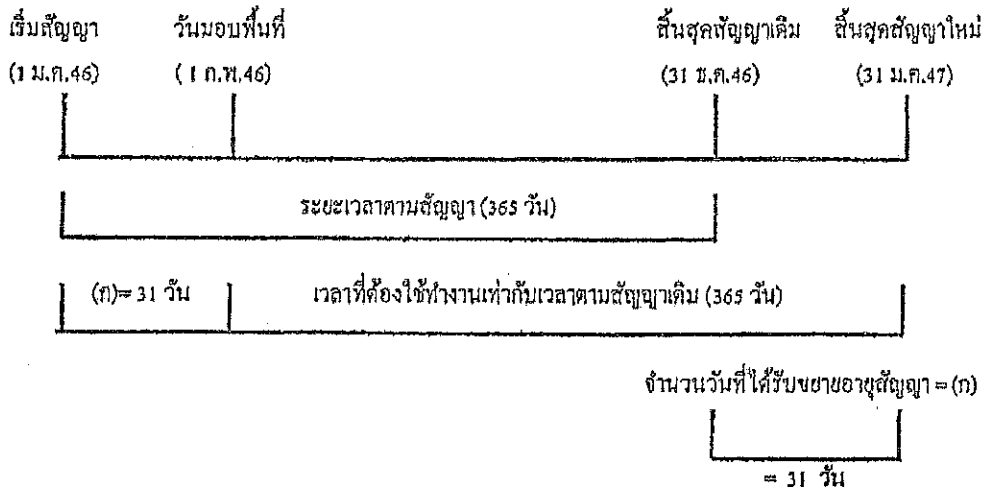 เริ่มสัญญา วันมอบพื้นที่ สิ้นสุดสัญญาเดิม สิ้นสุดสัญญาใหม่
(1 ม.ค.46) (1 ก.พ.46) (31 ธ.ค.46) (31 ม.ค.47)
ระยะเวลาตามสัญญา (365 วัน)
(ก)= 31 วัน เวลาที่ต้องใช้ทำงานเท่ากับเวลาตามสัญญาเดิม (365 วัน)
จำนวนวันที่ได้รับขยายอายุสัญญา = (ก)
= 31 วัน